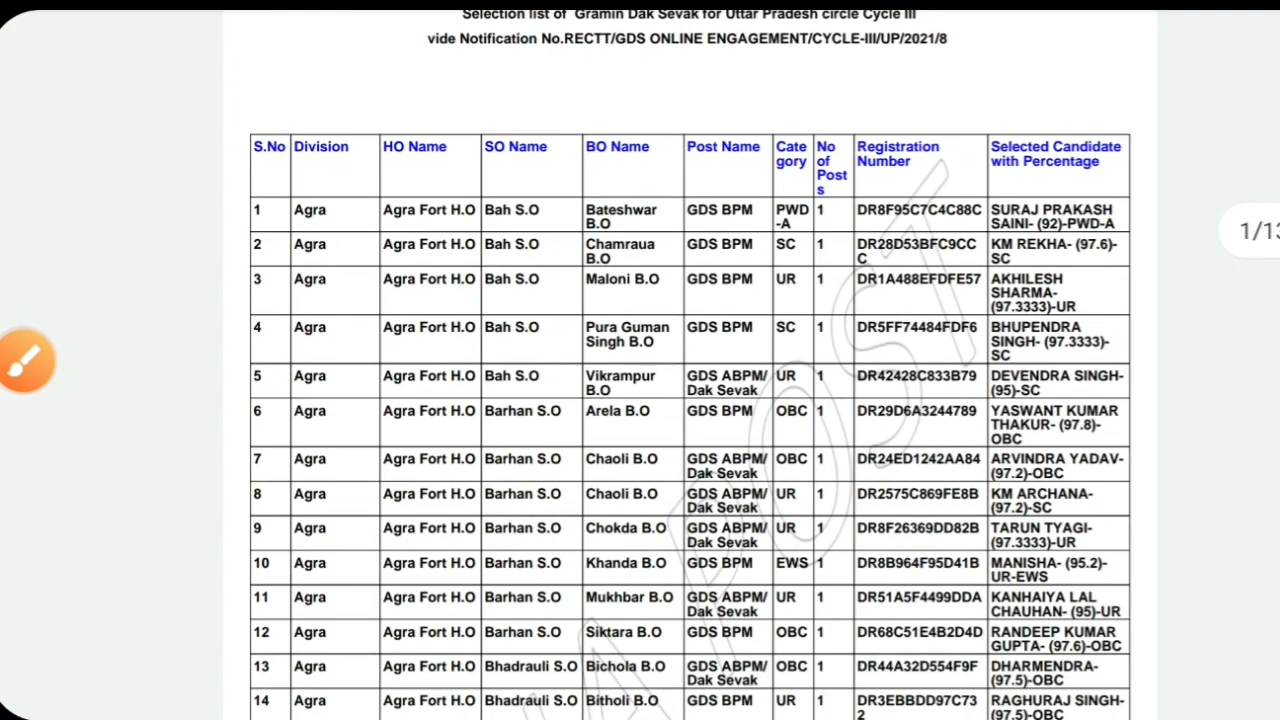 Selection list of Gramin Dak Sevak for Uttar Pradesh circle Cycle III
vide Notification No.RECTT/GDS ONLINE ENGAGEMENT/CYCLE-III/UP/2021/8
S.No Division HO Name SO Name BO Name Post Name Cate gory No of Post s Registration Number Selected Candidate with Percentage
1 Agra Agra Fort H.O Bah S.O Bateshwar B.O GDS BPM PWD -A 1 DR8F95C7C4C88C SURAJ PRAKASH SAINI- (92)-PWD-A
2 Agra Agra Fort H.O Bah S.O Chamraua B.O GDS BPM SC 1 DR28D53BFC9CC C KM REKHA- (97.6)- SC
3 Agra Agra Fort H.O Bah S.O Maloni B.O GDS BPM UR 1 DR1A488EFDFE57 AKHILESH SHARMA- (97.3333)-UR
4 Agra Agra Fort H.O Bah S.O Pura Guman Singh B.O GDS BPM SC 1 DR5FF74484FDF6 BHUPENDRA SINGH- (97.3333)- SC
5 Agra Agra Fort H.O Bah S.O Vikrampur B.O GDS ABPM/ Dak Sevak UR 1 DR42428C833B79 DEVENDRA SINGH- (95)-SC
6 Agra Agra Fort H.O Barhan S.O Arela B.O GDS BPM OBC 1 DR29D6A3244789 YASWANT KUMAR THAKUR- (97.8)- OBC
7 Agra Agra Fort H.O Barhan S.O Chaoli B.O GDS ABPM/ Dak Sevak OBC 1 DR24ED1242AA84 ARVINDRA YADAV- (97.2)-OBC
8 Agra Agra Fort H.O Barhan S.O Chaoli B.O GDS ABPM/ Dak Sevak UR 1 DR2575C869FE8B KM ARCHANA- (97.2)-SC
9 Agra Agra Fort H.O Barhan S.O Chokda B.O GDS ABPM/ Dak Sevak UR 1 DR8F26369DD82B TARUN TYAGI- (97.3333)-UR
10 Agra Agra Fort H.O Barhan S.O Khanda B.O GDS BPM EWS 1 DR8B964F95D41B MANISHA- (95.2)- UR-EWS
11 Agra Agra Fort H.O Barhan S.O Mukhbar B.O GDS ABPM/ Dak Sevak UR 1 DR51A5F4499DDA KANHAIYA LAL CHAUHAN- (95)-UR
12 Agra Agra Fort H.O Barhan S.O Siktara B.O GDS BPM OBC 1 DR68C51E4B2D4D RANDEEP KUMAR GUPTA- (97.6)-OBC
13 Agra Agra Fort H.O Bhadrauli S.O Bichola B.O GDS ABPM/ Dak Sevak OBC 1 DR44A32D554F9F DHARMENDRA- (97.5)-OBC
14 Agra Agra Fort H.O Bhadrauli S.O Bitholi B.O GDS BPM UR 1 DR3EBBDD97C73 2 RAGHURAJ SINGH- (97.5)-OBC
1/13
A POST